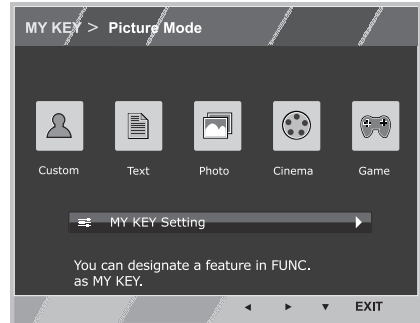 MY KEY > Picture Mode
Custom Text Photo Cinema Game
MY KEY Setting
You can designate a feature in FUNC.
as MY KEY.
EXIT